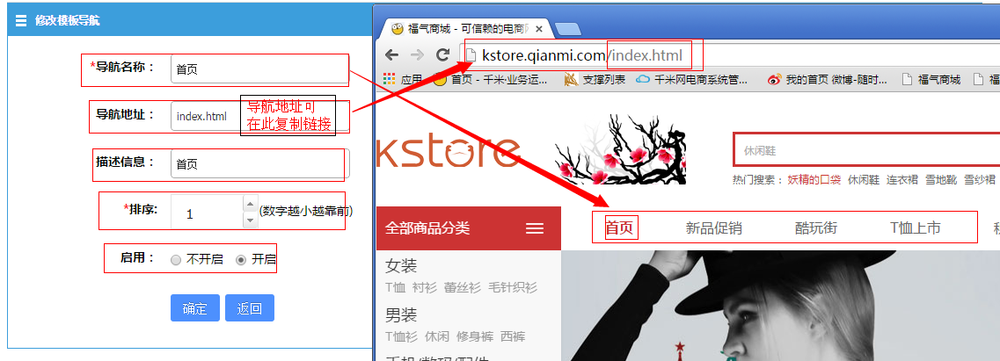 修改模板导航
*导航名称： 首页
导航地址： index.html
导航地址可
在此复制链接
描述信息： 首页
*排序: 1 (数字越小越靠前)
启用： 不开启 开启
确定 返回
福气商城 - 可信赖的电商
kstore.qianmi.com/index.html
应用 首页 - 千米·业务运... 支撑列表 千米网电商系统管... 我的首页 微博-随时... 福气商城 福
kstore
休闲鞋
热门搜索： 妖精的口袋 休闲鞋 连衣裙 雪地靴 雪纺裙
全部商品分类
首页 新品促销 酷玩街 T恤上市
女装
T恤 衬衫 蕾丝衫 毛针织衫
男装
T恤衫 休闲 修身裤 西裤
手机/数码/配件